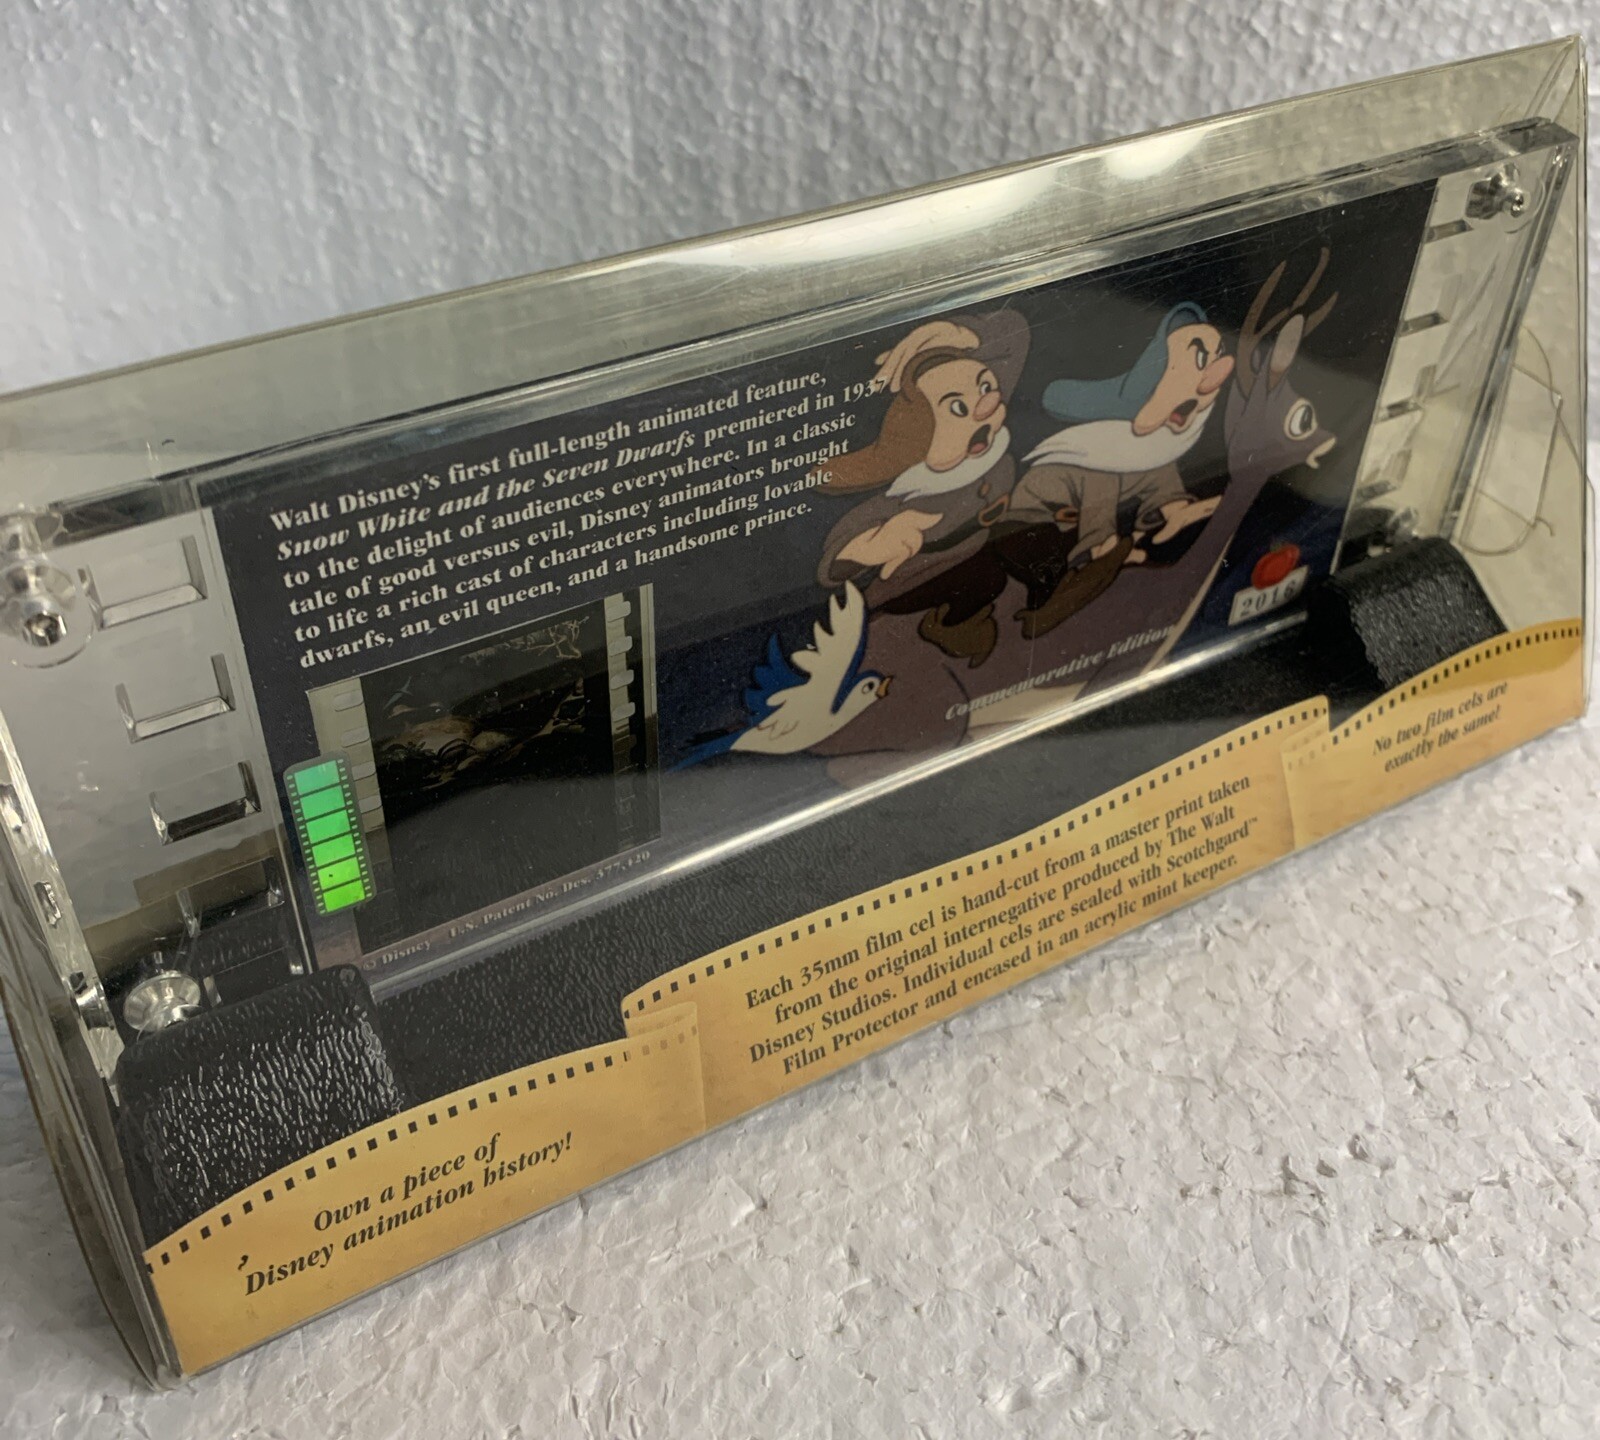 Walt Disney's first full-length animated feature,
Snow White and the Seven Dwarfs premiered in 1937
to the delight of audiences everywhere. In a classic
tale of good versus evil, Disney animators brought
to life a rich cast of characters including lovable
dwarfs, an evil queen, and a handsome prince.
Commemorative Edition
2016
© Disney U.S. Patent No. Des. 377,420
Own a piece of
Disney animation history!
Each 35mm film cel is hand-cut from a master print taken
from the original internegative produced by The Walt
Disney Studios. Individual cels are sealed with Scotchgard™
Film Protector and encased in an acrylic mint keeper.
No two film cels are
exactly the same!